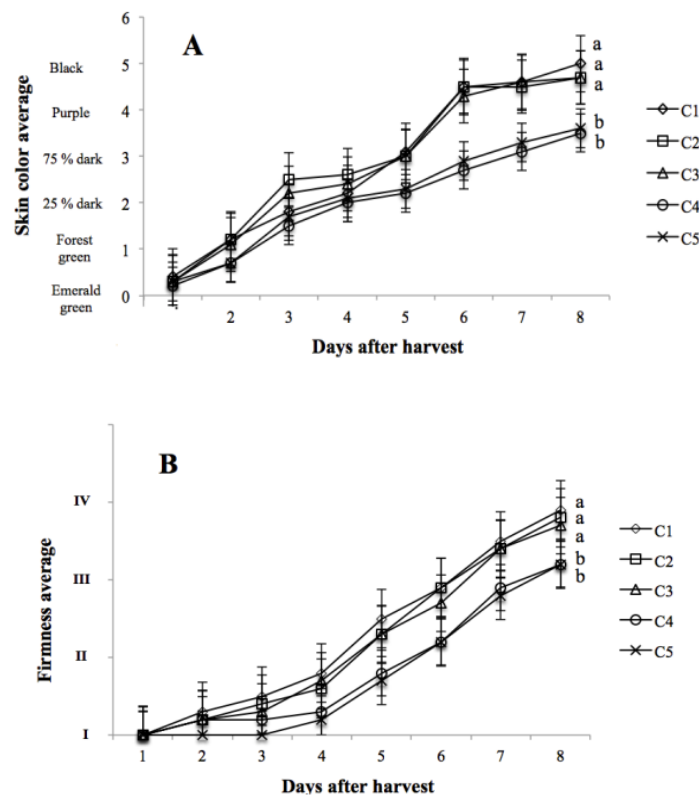 A
Skin color average
Black
Purple
75 % dark
25 % dark
Forest
green
Emerald
green
6
5
4
3
2
1
0
2 3 4 5 6 7 8
Days after harvest
a
a
b
b
C1
C2
C3
C4
C5
B
Firmness average
IV
III
II
I
1 2 3 4 5 6 7 8
Days after harvest
a
a
a
b
b
C1
C2
C3
C4
C5